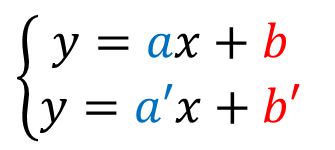 y = ax + b
y = a′x + b′